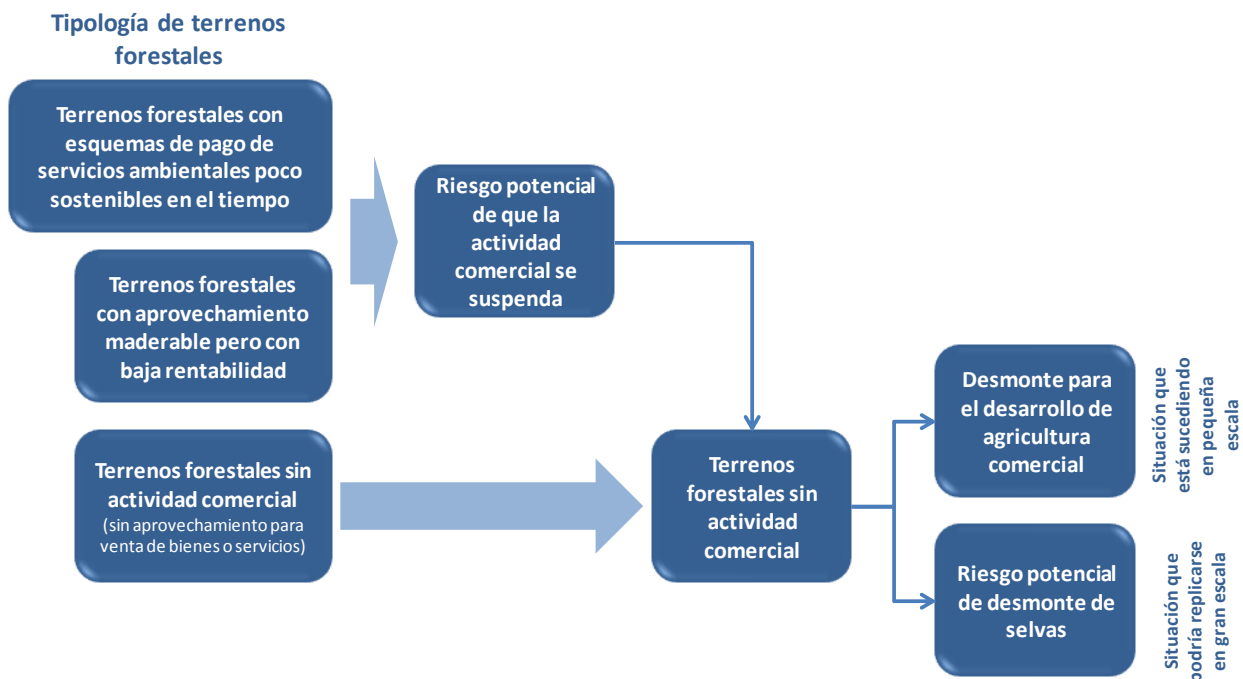 Tipología de terrenos
forestales
Terrenos forestales con
esquemas de pago de
servicios ambientales poco
sostenibles en el tiempo
Terrenos forestales
con aprovechamiento
maderable pero con
baja rentabilidad
Terrenos forestales sin
actividad comercial
(sin aprovechamiento para
venta de bienes o servicios)
Riesgo potencial
de que la
actividad
comercial se
suspenda
Terrenos
forestales sin
actividad
comercial
Desmonte para
el desarrollo de
agricultura
comercial
Situación que
está sucediendo
en pequeña
escala
Riesgo potencial
de desmonte de
selvas
Situación que
podría replicarse
en gran escala